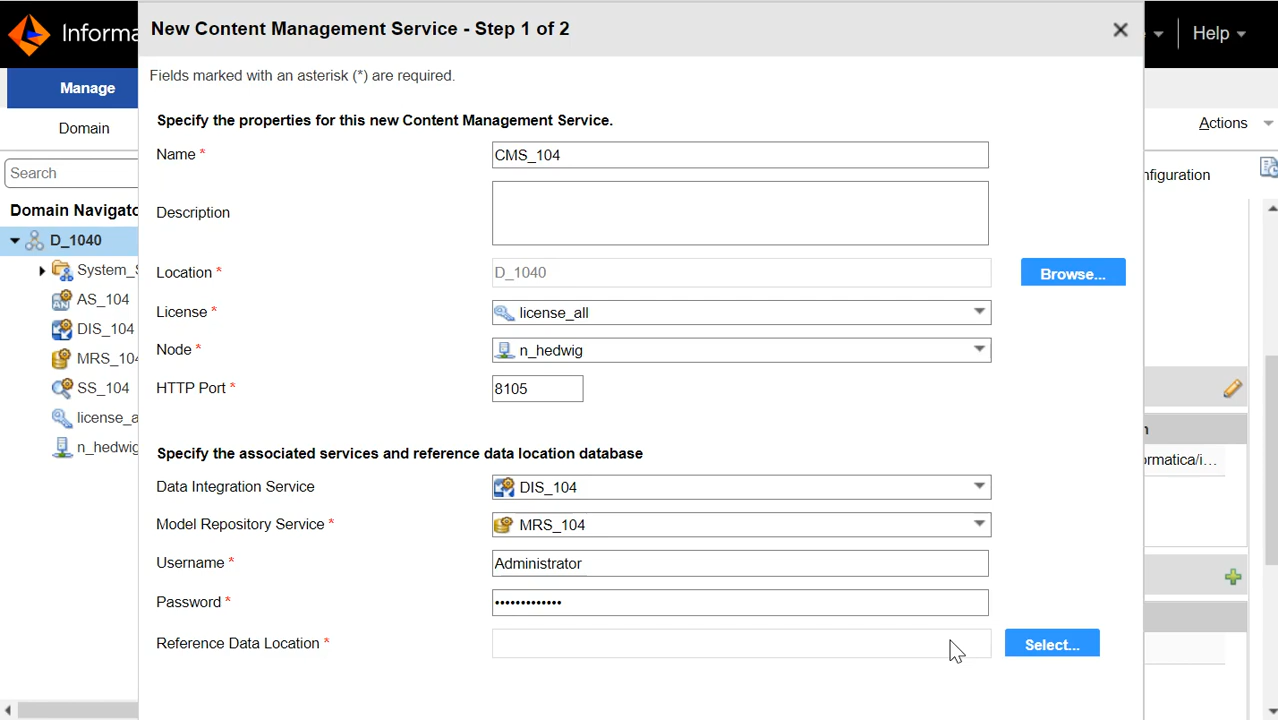 Informa
New Content Management Service - Step 1 of 2
Help
Manage
Fields marked with an asterisk (*) are required.
Domain
Specify the properties for this new Content Management Service.
Actions
Name *
CMS_104
Search
nfiguration
Domain Navigato
Description
D_1040
System_S
Location *
D_1040
Browse...
AS_104
License *
license_all
DIS_104
Node *
n_hedwig
MRS_104
HTTP Port *
8105
SS_104
license_a
n_hedwig
Specify the associated services and reference data location database
rmatica/i...
Data Integration Service
DIS_104
Model Repository Service *
MRS_104
Username *
Administrator
Password *
•••••••••••••
Reference Data Location *
Select...